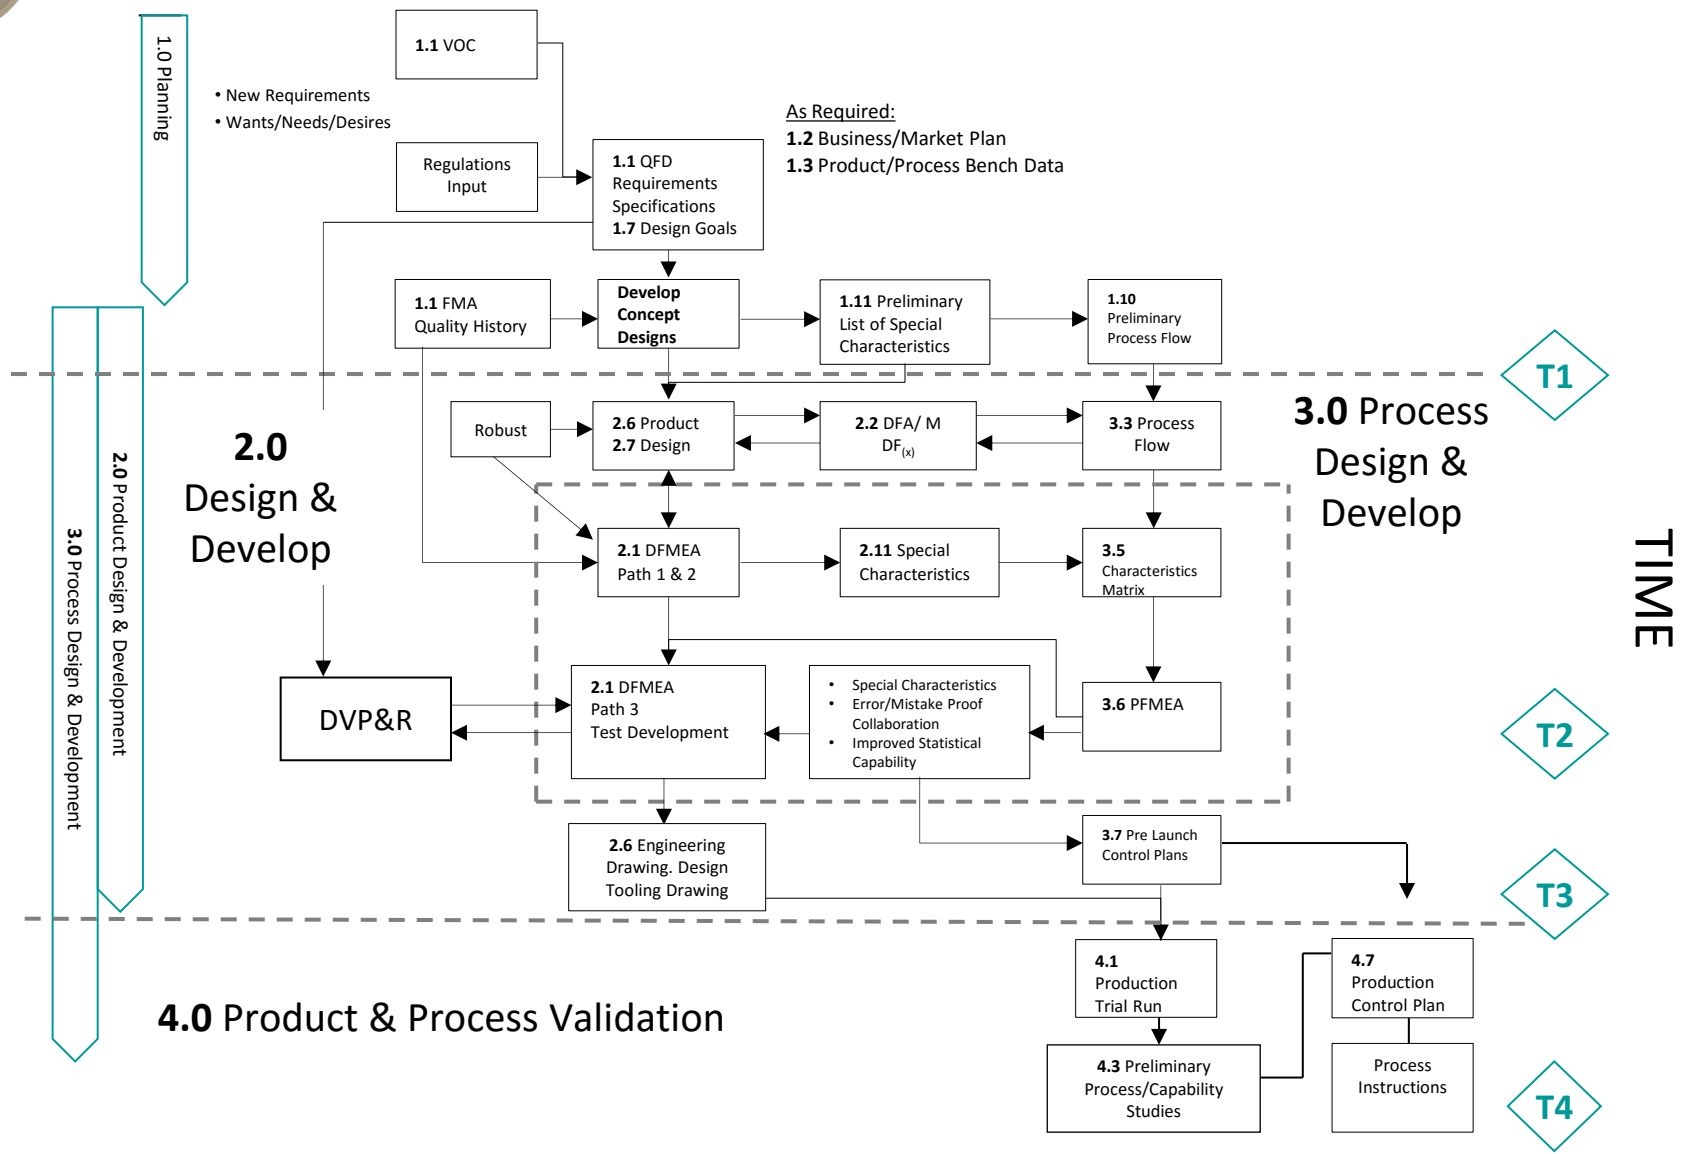 1.0 Planning
1.1 VOC
• New Requirements
• Wants/Needs/Desires
As Required:
1.2 Business/Market Plan
1.3 Product/Process Bench Data
Regulations
Input
1.1 QFD
Requirements
Specifications
1.7 Design Goals
1.1 FMA
Quality History
Develop
Concept
Designs
1.11 Preliminary
List of Special
Characteristics
1.10
Preliminary
Process Flow
T1
2.0
Design &
Develop
Robust
2.6 Product
2.7 Design
2.2 DFA/ M
DF(x)
3.3 Process
Flow
3.0 Process
Design &
Develop
2.0 Product Design & Development
3.0 Process Design & Development
2.1 DFMEA
Path 1 & 2
2.11 Special
Characteristics
3.5
Characteristics
Matrix
TIME
DVP&R
2.1 DFMEA
Path 3
Test Development
• Special Characteristics
• Error/Mistake Proof
Collaboration
• Improved Statistical
Capability
3.6 PFMEA
T2
2.6 Engineering
Drawing. Design
Tooling Drawing
3.7 Pre Launch
Control Plans
T3
4.0 Product & Process Validation
4.1
Production
Trial Run
4.7
Production
Control Plan
4.3 Preliminary
Process/Capability
Studies
Process
Instructions
T4